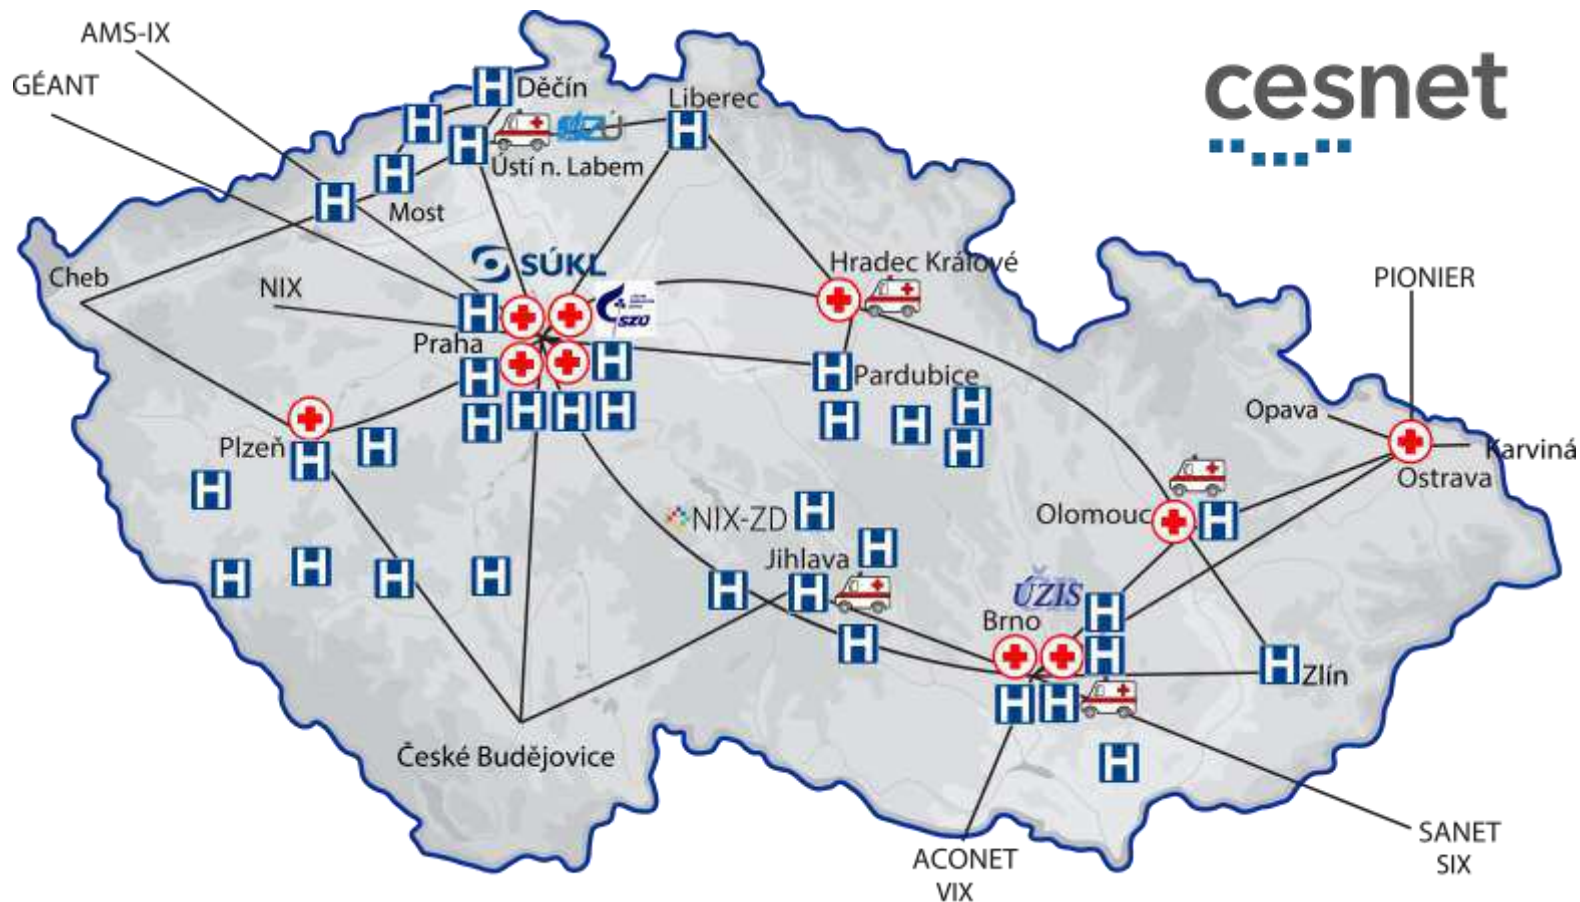 AMS-IX
cesnet
GÉANT
Děčín
Liberec
Ústí n. Labem
Most
SÚKL
Hradec Králové
Cheb
NIX
PIONIER
SZÚ
Praha
Pardubice
Opava
Plzeň
Karviná
Ostrava
NIX-ZD
Olomouc
Jihlava
ÚZIS
Brno
Zlín
České Budějovice
SANET
SIX
ACONET
VIX